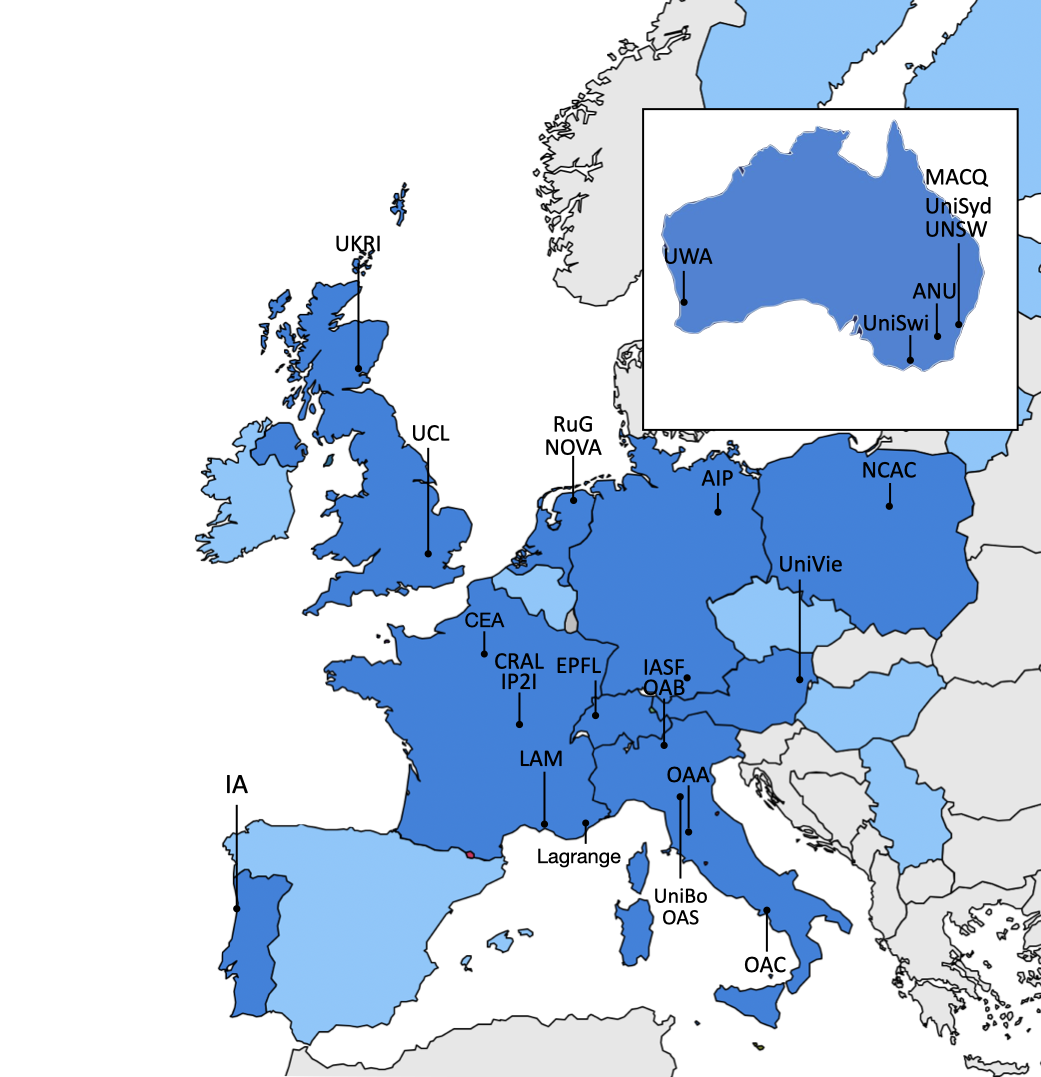 MACQ
UniSyd
UNSW
UWA
ANU
UniSwi
UKRI
UCL
RuG
NOVA
AIP
NCAC
UniVie
CEA
CRAL
IP2I
EPFL
IASF
OAB
LAM
OAA
IA
Lagrange
UniBo
OAS
OAC